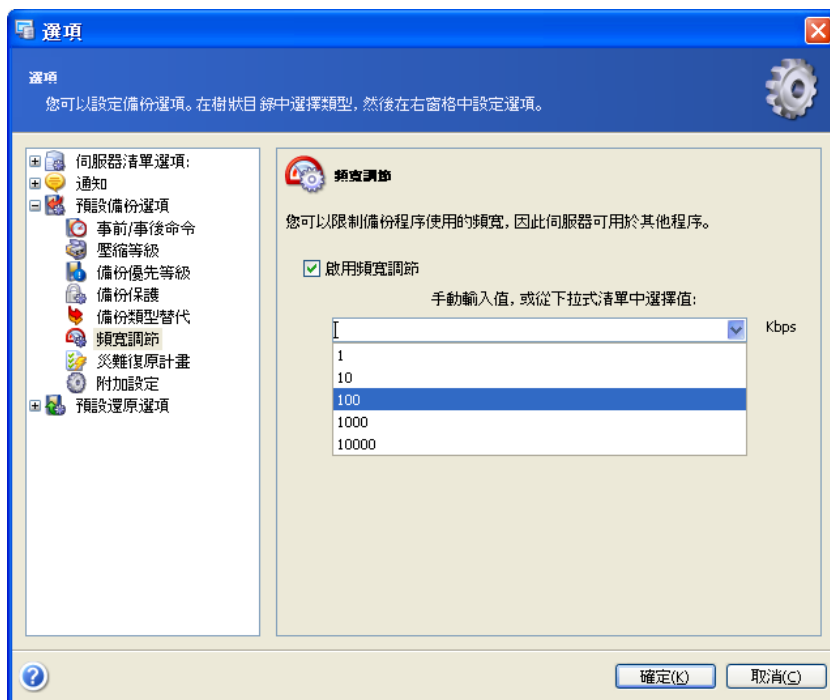 選項
選項
您可以設定備份選項。在樹狀目錄中選擇類型，然後在右窗格中設定選項。
伺服器清單選項:
通知
預設備份選項
事前/事後命令
壓縮等級
備份優先等級
備份保護
備份類型替代
頻寬調節
災難復原計畫
附加設定
預設還原選項
頻寬調節
您可以限制備份程序使用的頻寬，因此伺服器可用於其他程序。
啟用頻寬調節
手動輸入值，或從下拉式清單中選擇值:
Kbps
1
10
100
1000
10000
確定(K)
取消(C)